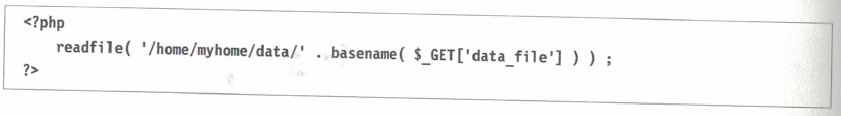 <?php
readfile( '/home/myhome/data/' . basename( $_GET['data_file'] ) ) ;
?>